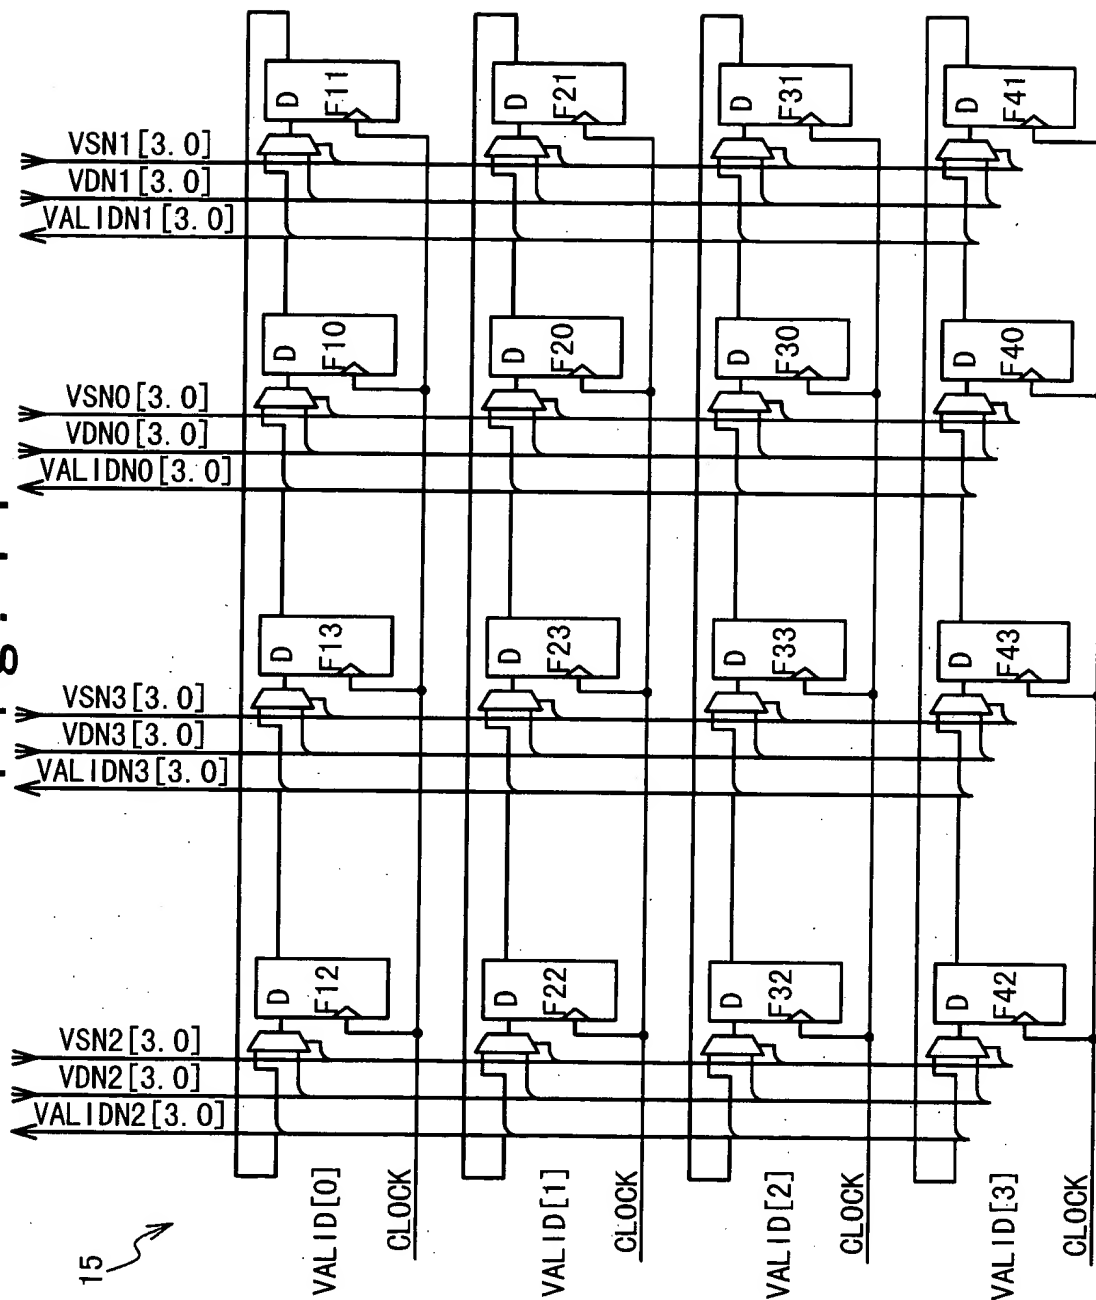 VSN1[3.0]
VDN1[3.0]
VALIDN1[3.0]
VSN0[3.0]
VDN0[3.0]
VALIDN0[3.0]
VSN3[3.0]
VDN3[3.0]
VALIDN3[3.0]
VSN2[3.0]
VDN2[3.0]
VALIDN2[3.0]
15
VALID[0]
CLOCK
D F12
D F13
D F10
D F11
VALID[1]
CLOCK
D F22
D F23
D F20
D F21
VALID[2]
CLOCK
D F32
D F33
D F30
D F31
VALID[3]
CLOCK
D F42
D F43
D F40
D F41